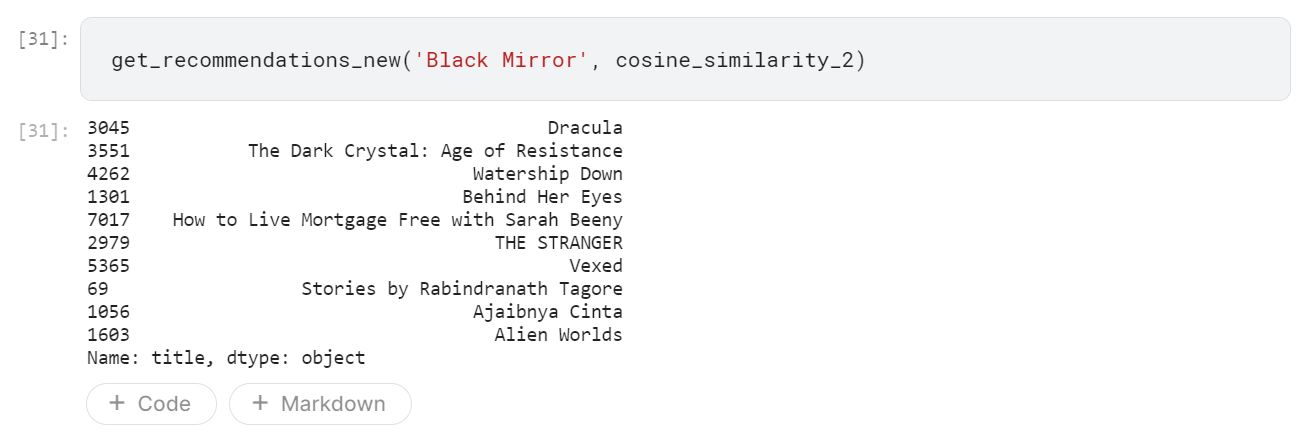 [31]:
get_recommendations_new('Black Mirror', cosine_similarity_2)
[31]:
3045 Dracula
3551 The Dark Crystal: Age of Resistance
4262 Watership Down
1301 Behind Her Eyes
7017 How to Live Mortgage Free with Sarah Beeny
2979 THE STRANGER
5365 Vexed
69 Stories by Rabindranath Tagore
1056 Ajaibnya Cinta
1603 Alien Worlds
Name: title, dtype: object
+ Code + Markdown